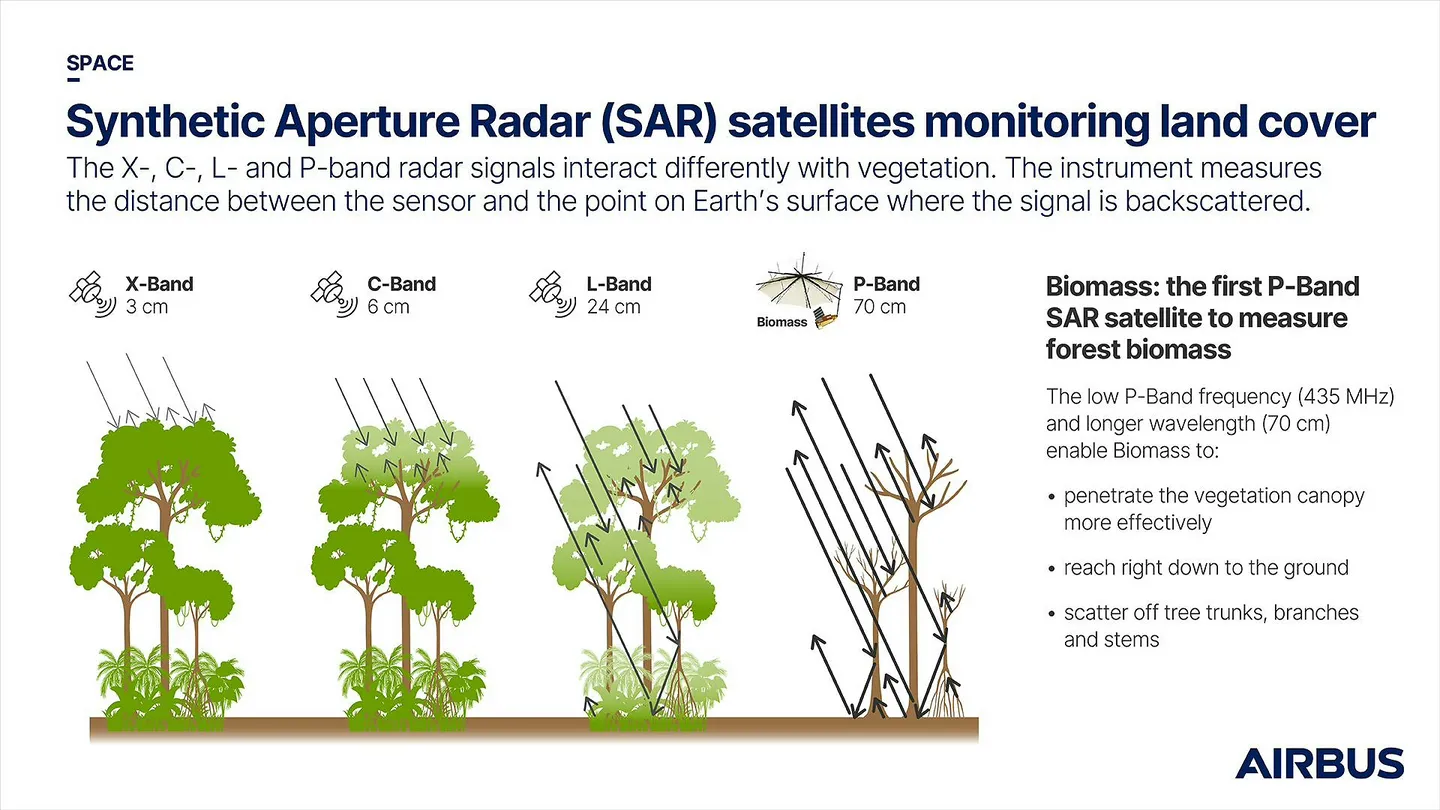 SPACE
Synthetic Aperture Radar (SAR) satellites monitoring land cover
The X-, C-, L- and P-band radar signals interact differently with vegetation. The instrument measures
the distance between the sensor and the point on Earth’s surface where the signal is backscattered.
X-Band
3 cm
C-Band
6 cm
L-Band
24 cm
Biomass
P-Band
70 cm
Biomass: the first P-Band
SAR satellite to measure
forest biomass
The low P-Band frequency (435 MHz)
and longer wavelength (70 cm)
enable Biomass to:
• penetrate the vegetation canopy
more effectively
• reach right down to the ground
• scatter off tree trunks, branches
and stems
AIRBUS